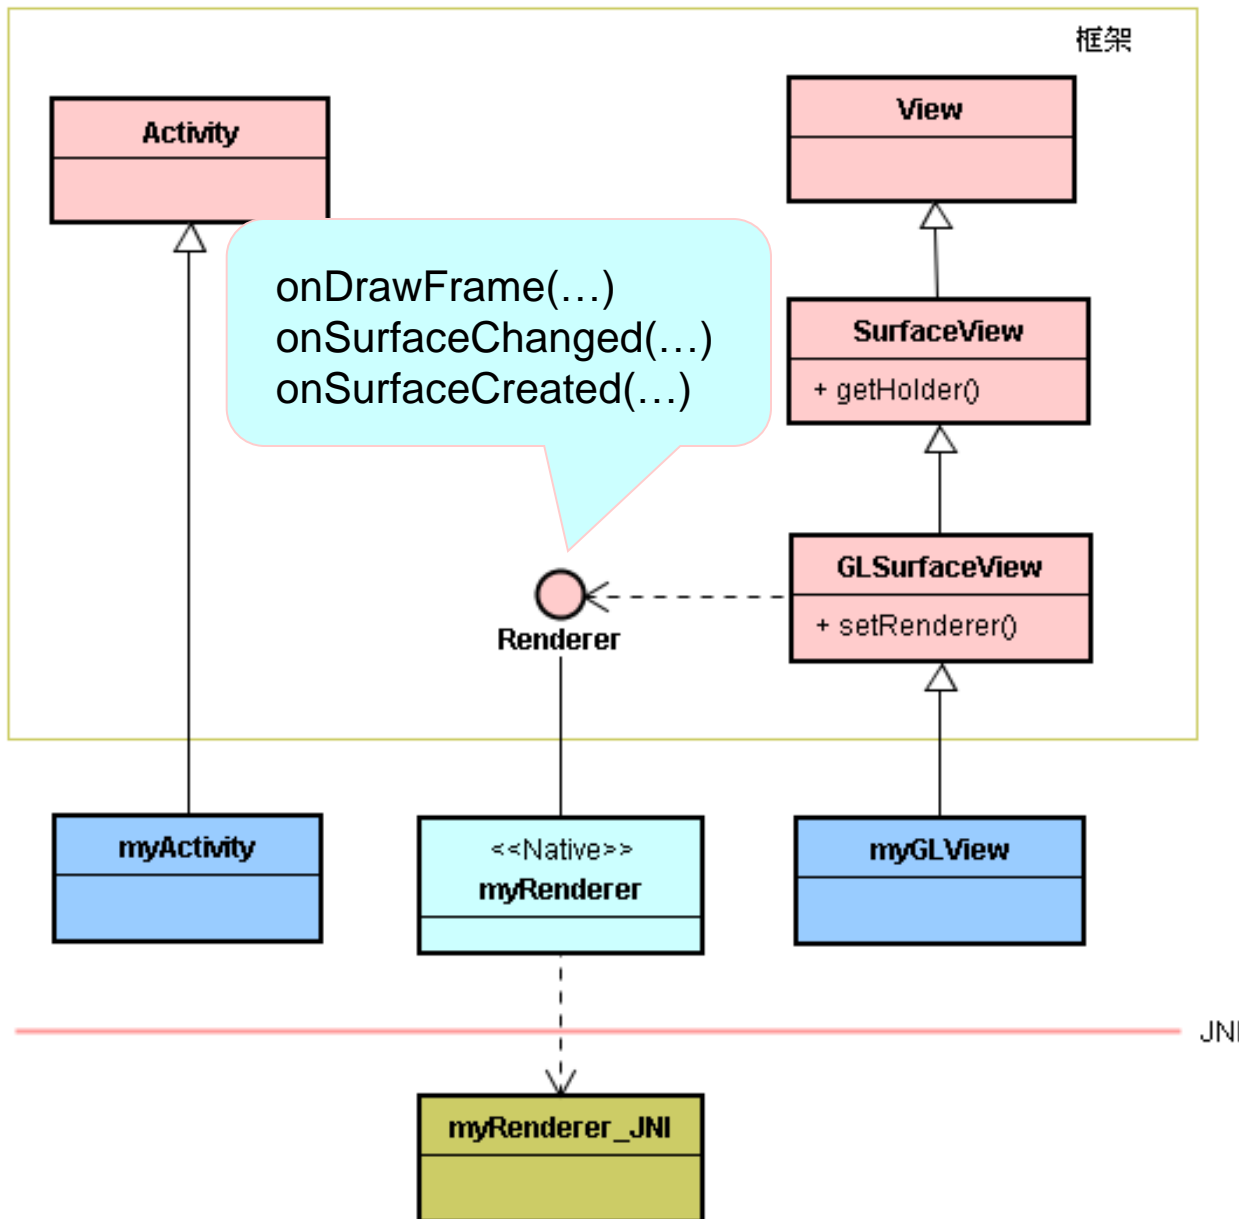 框架
Activity
View
onDrawFrame(…)
onSurfaceChanged(…)
onSurfaceCreated(…)
SurfaceView
+ getHolder()
GLSurfaceView
+ setRenderer()
Renderer
myActivity
<<Native>>
myRenderer
myGLView
JNI
myRenderer_JNI